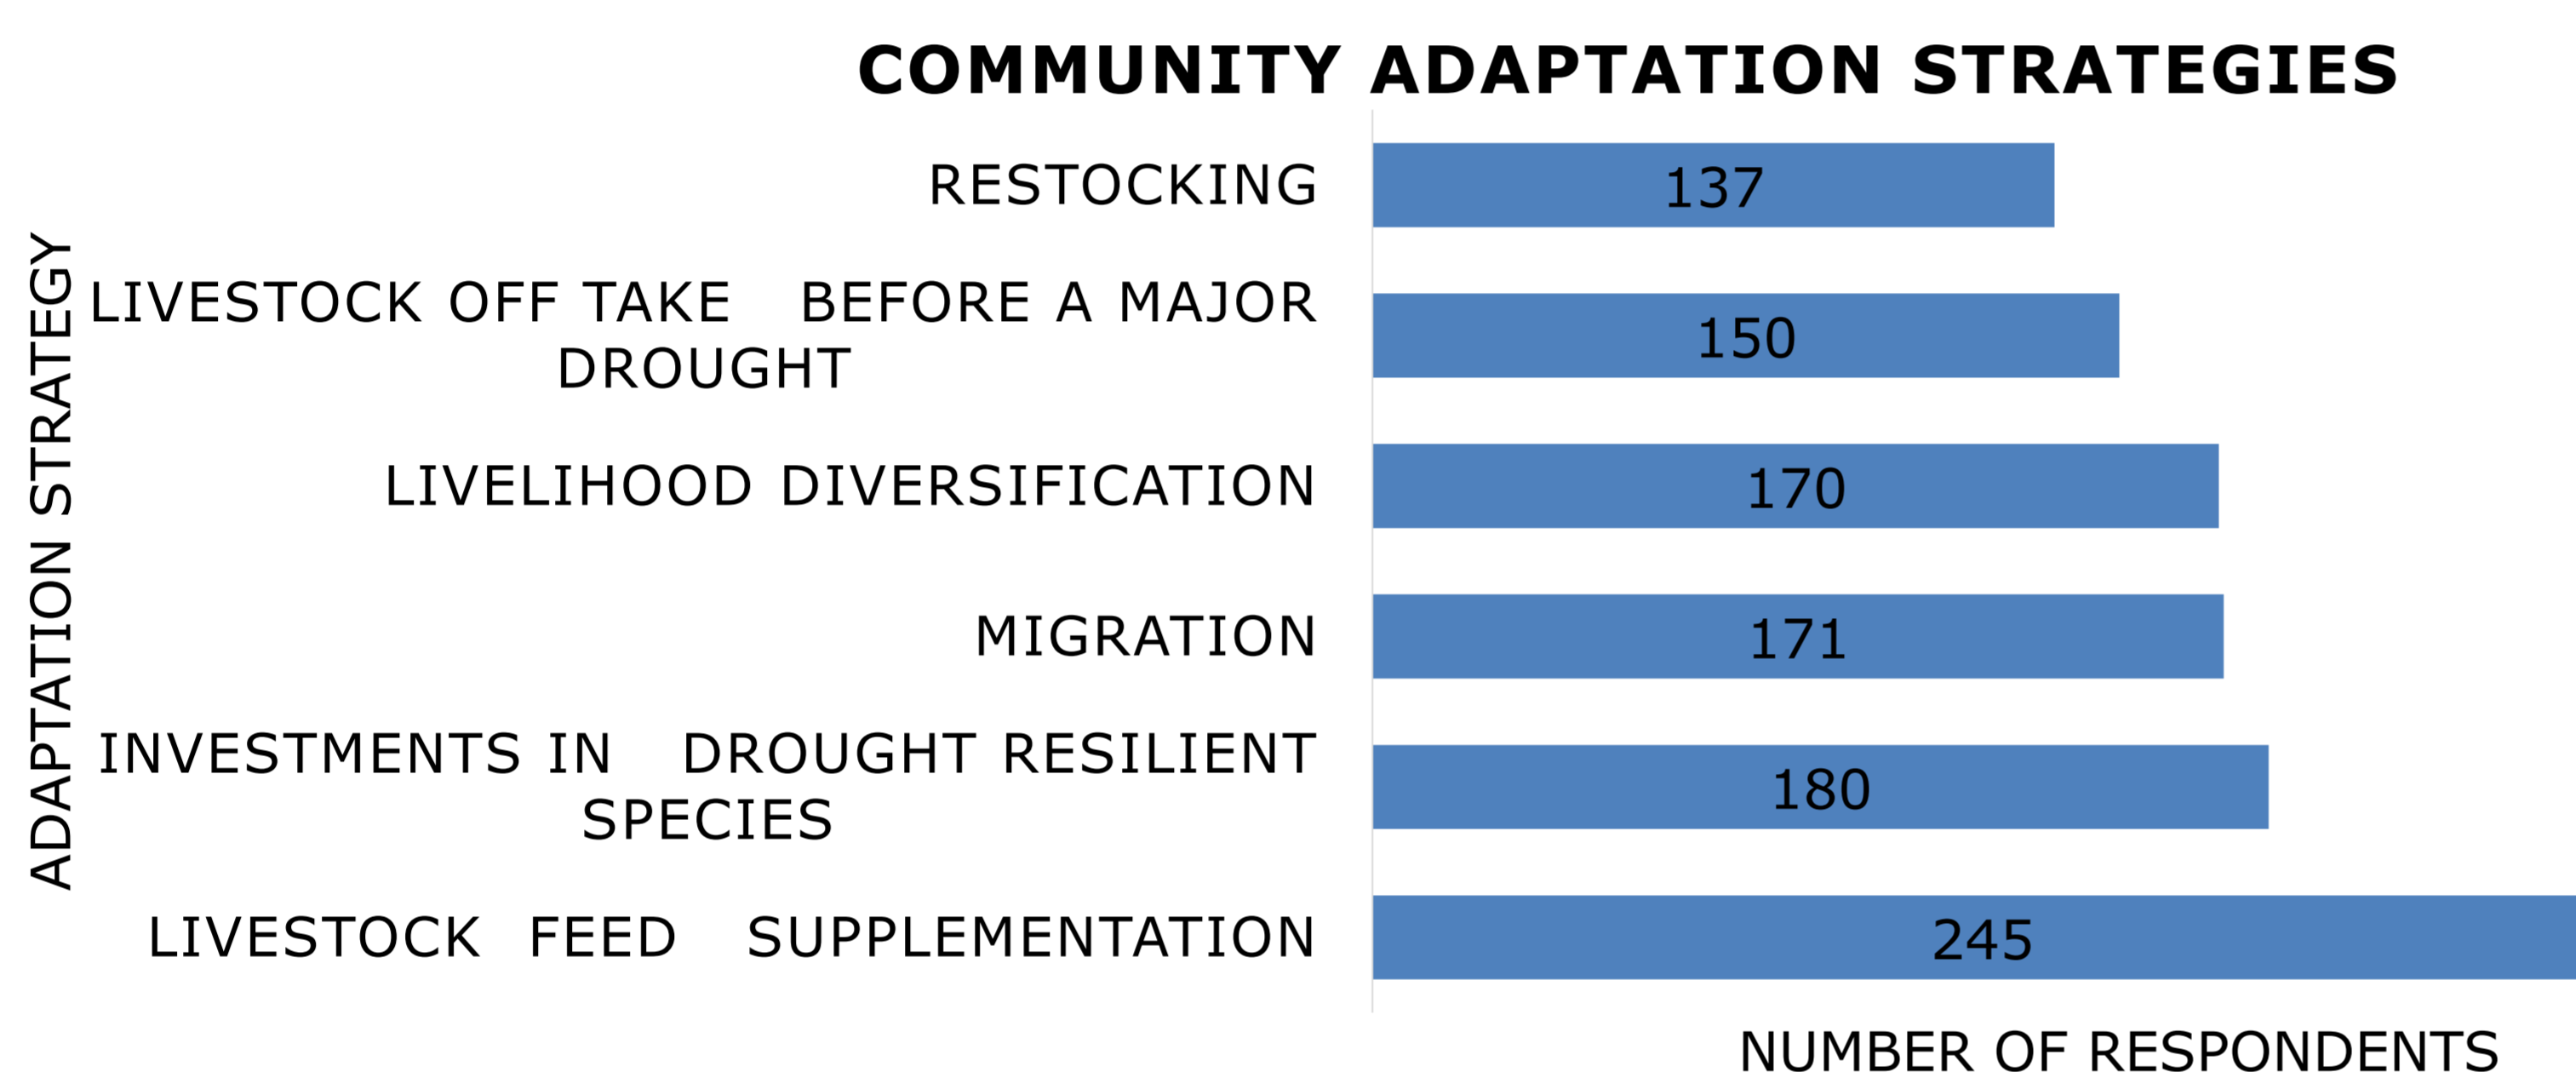 COMMUNITY ADAPTATION STRATEGIES
ADAPTATION STRATEGY
RESTOCKING
137
LIVESTOCK OFF TAKE BEFORE A MAJOR
DROUGHT
150
LIVELIHOOD DIVERSIFICATION
170
MIGRATION
171
INVESTMENTS IN DROUGHT RESILIENT
SPECIES
180
LIVESTOCK FEED SUPPLEMENTATION
245
NUMBER OF RESPONDENTS